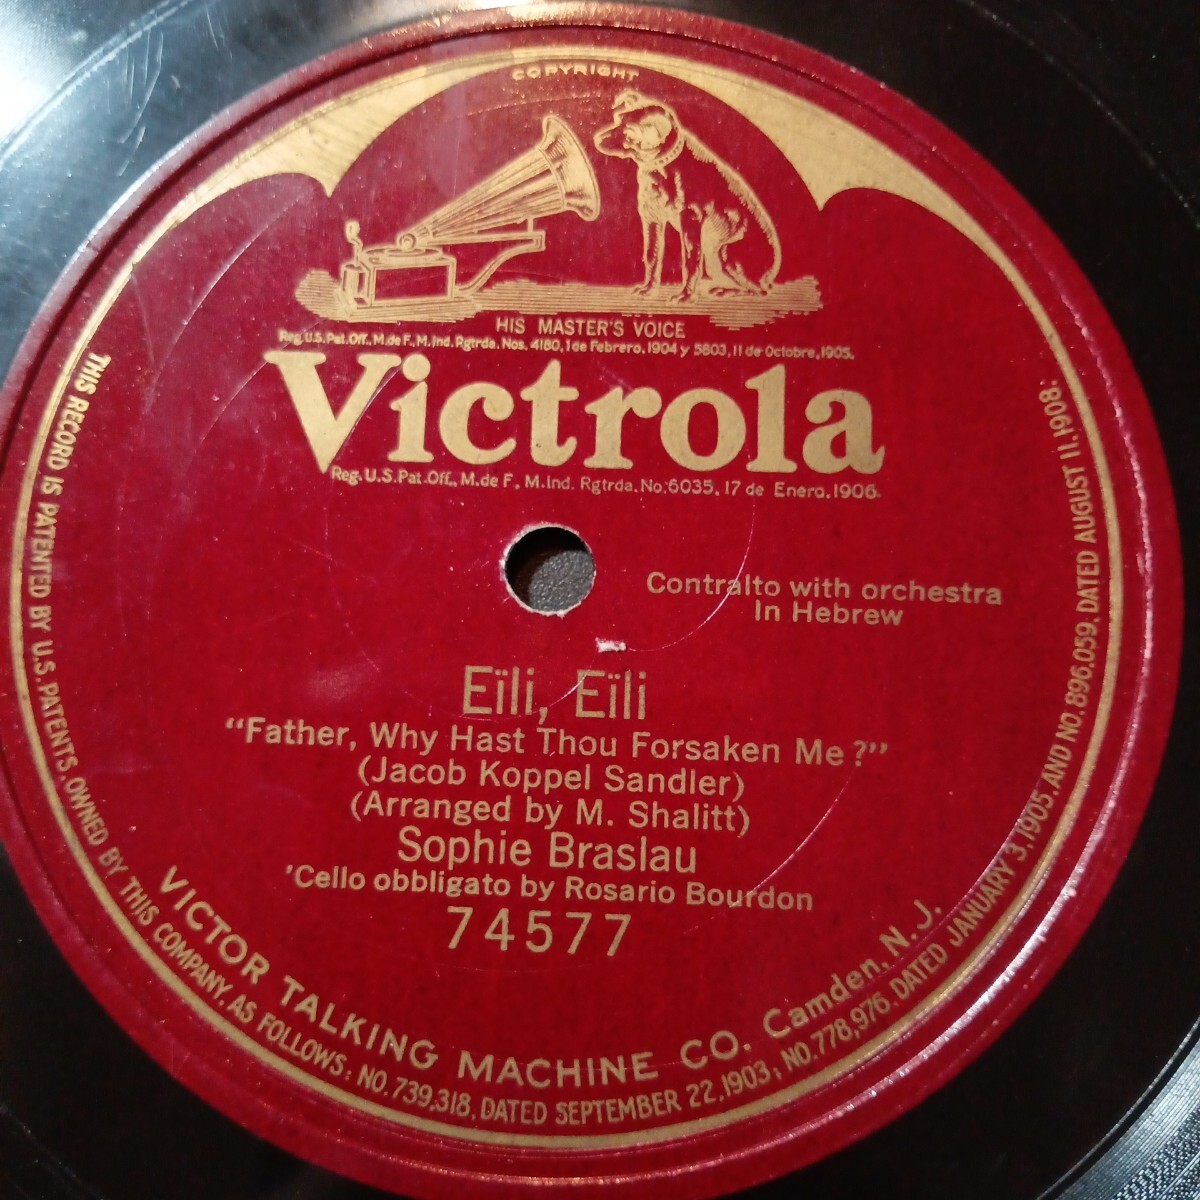 COPYRIGHT
HIS MASTER'S VOICE
Reg. U.S. Pat. Off., M. de F., M. Ind. Rgtrda. Nos. 4180, 1 de Febrero, 1904 y 5803, 11 de Octobre, 1905.
Victrola
Reg. U.S. Pat. Off., M. de F., M. Ind. Rgtrda. No. 6035, 17 de Enero, 1906.
Contralto with orchestra
In Hebrew
Eïli, Eïli
"Father, Why Hast Thou Forsaken Me?"
(Jacob Koppel Sandler)
(Arranged by M. Shalitt)
Sophie Braslau
'Cello obbligato by Rosario Bourdon
74577
VICTOR TALKING MACHINE CO. Camden, N.J.
THIS RECORD IS PATENTED BY U.S. PATENTS, OWNED BY THIS COMPANY, AS FOLLOWS: NO. 739,318, DATED SEPTEMBER 22, 1903; NO. 778,976, DATED JANUARY 3, 1905, AND NO. 896,059, DATED AUGUST 11, 1908: